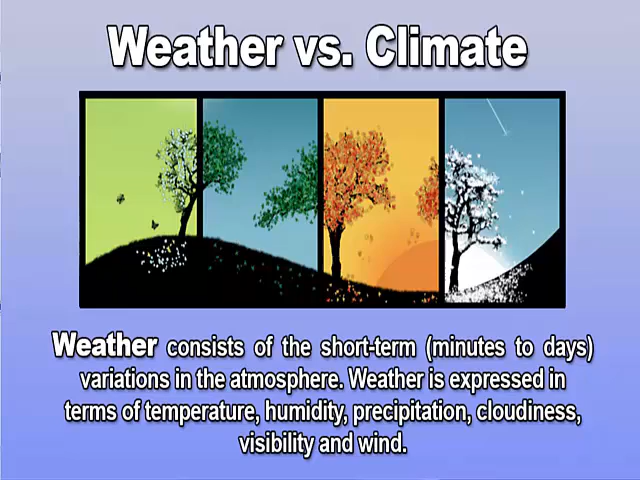 Weather vs. Climate
Weather consists of the short-term (minutes to days)
variations in the atmosphere. Weather is expressed in
terms of temperature, humidity, precipitation, cloudiness,
visibility and wind.